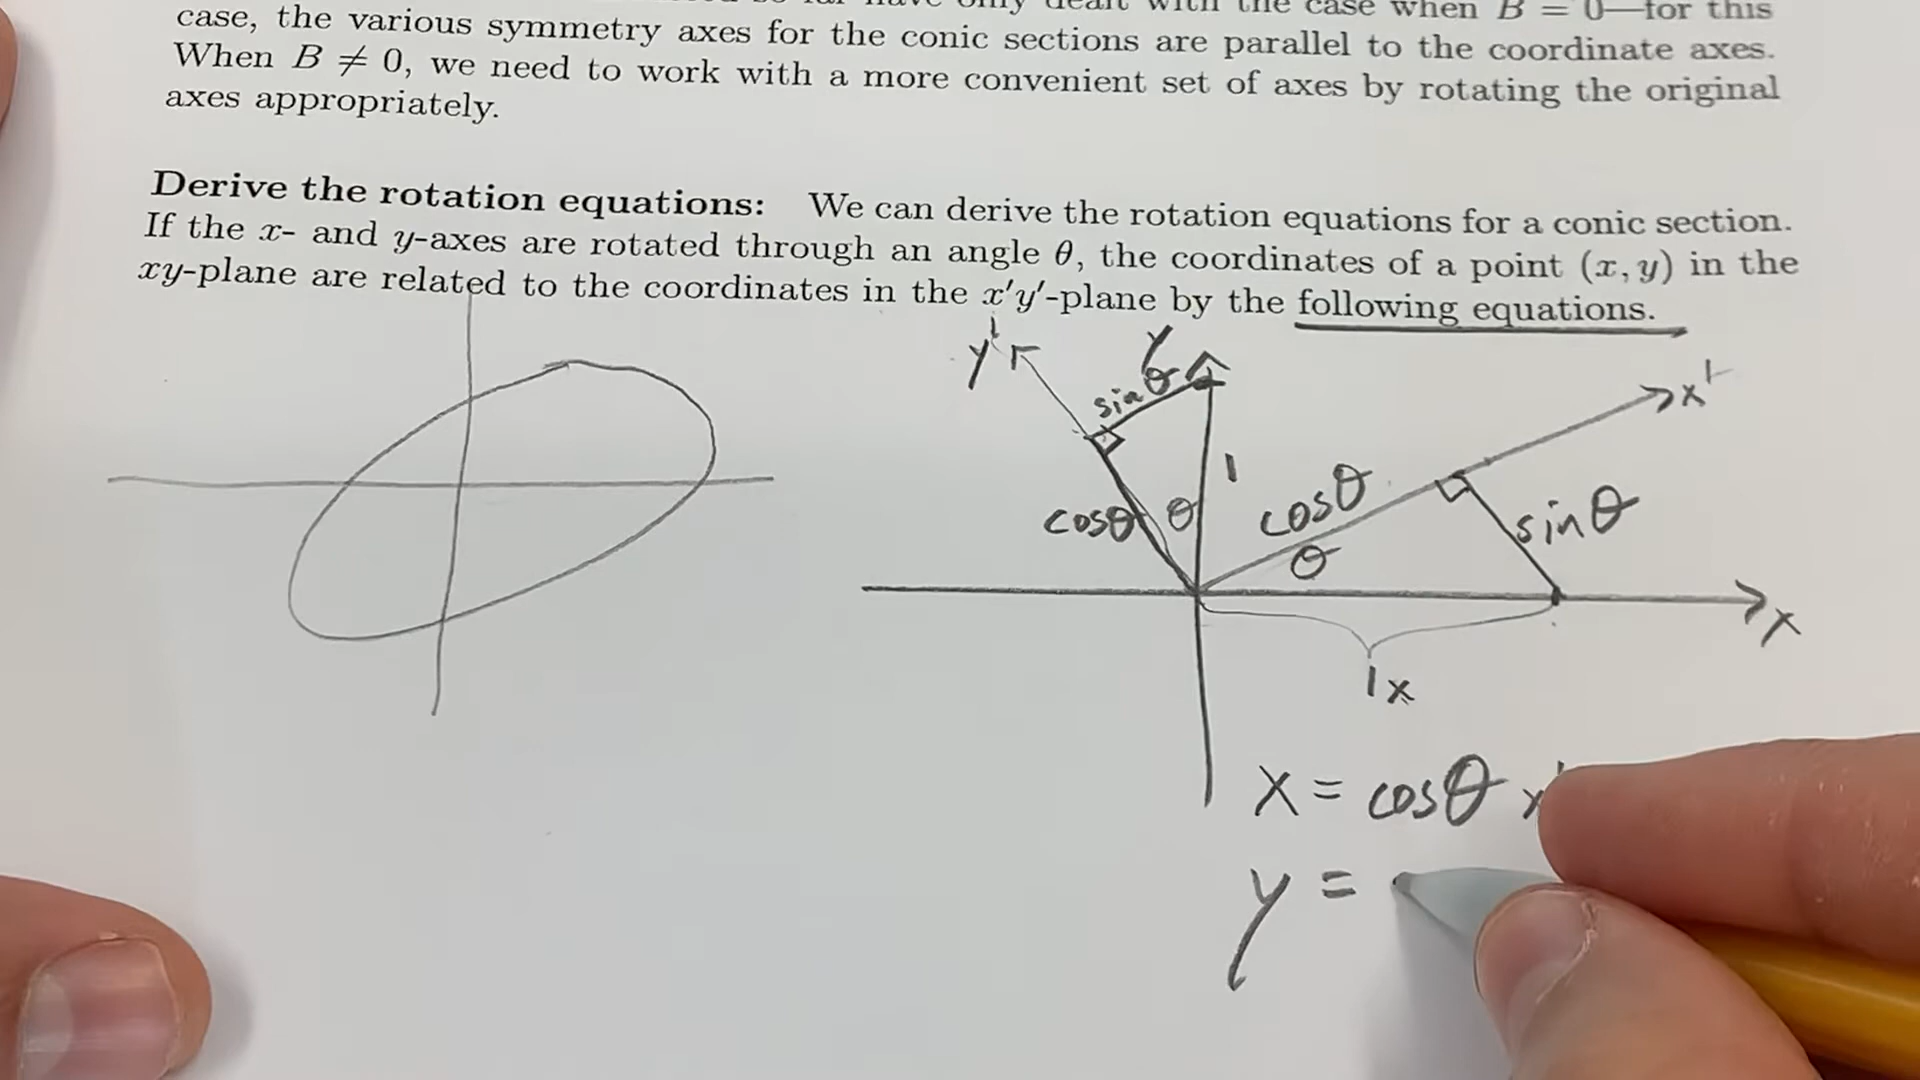 case, the various symmetry axes for the conic sections are parallel to the coordinate axes.
When B ≠ 0, we need to work with a more convenient set of axes by rotating the original
axes appropriately.
Derive the rotation equations: We can derive the rotation equations for a conic section.
If the x- and y-axes are rotated through an angle θ, the coordinates of a point (x, y) in the
xy-plane are related to the coordinates in the x′y′-plane by the following equations.
y'
y
x'
sin θ
1
cosθ
θ
cosθ
sinθ
θ
x
1x
x = cosθ x'
y =